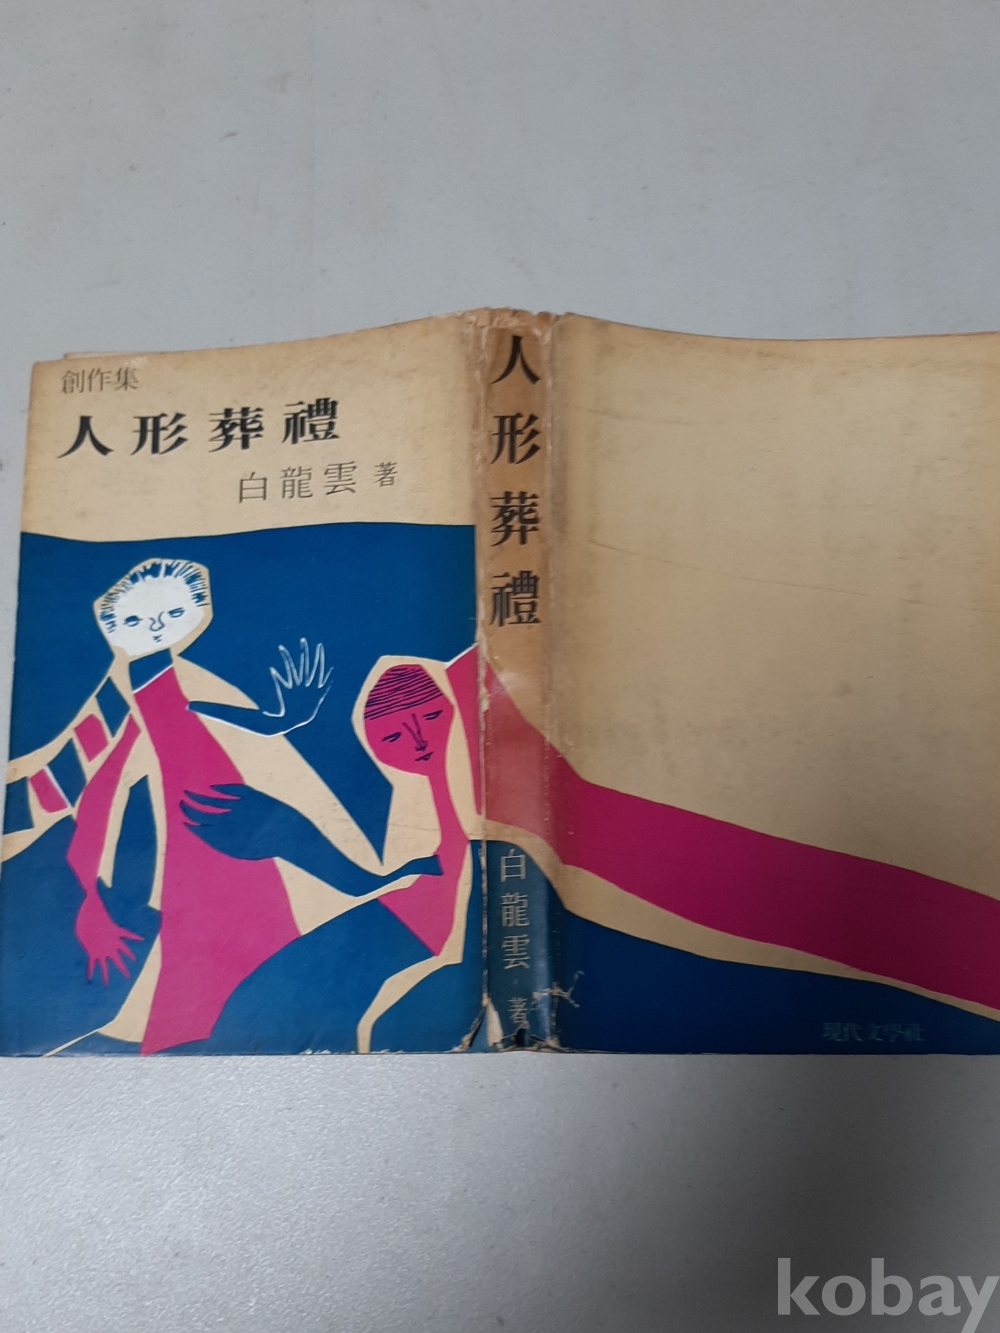 創作集
人形葬禮
白龍雲 著
人形葬禮
白龍雲 著
現代文學社
kobay